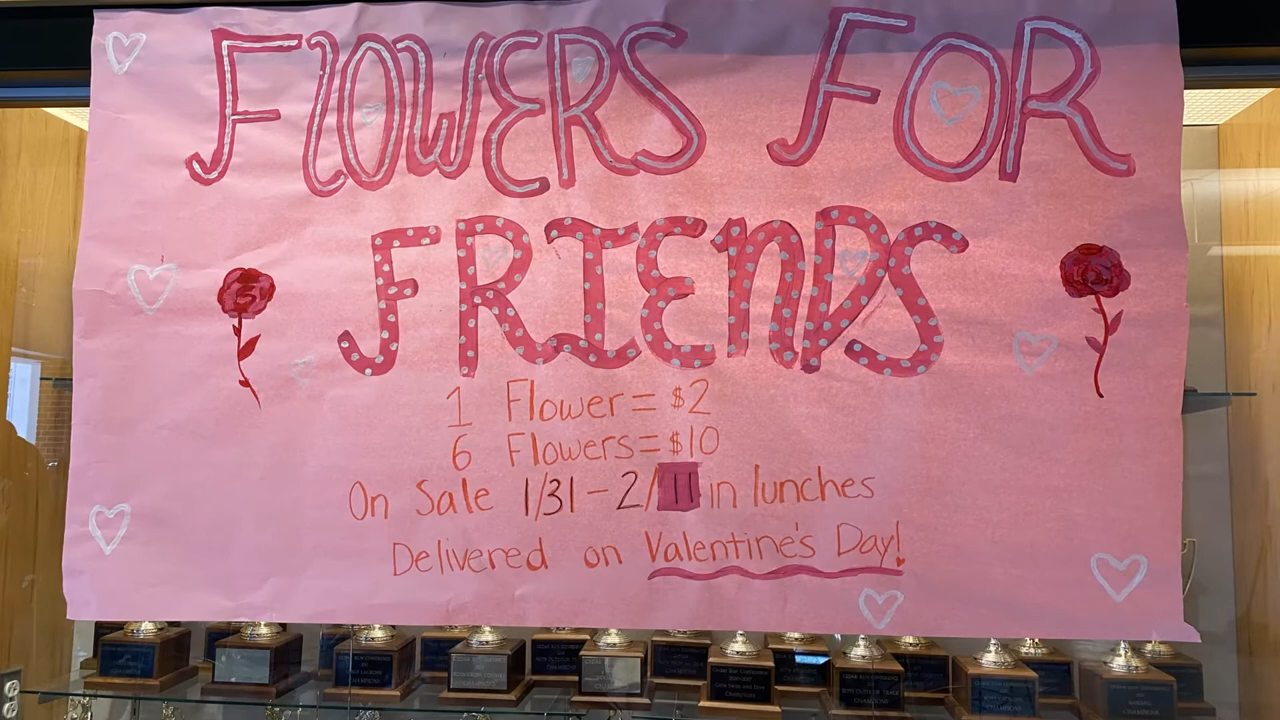 FLOWERS FOR
FRIENDS
1 Flower = $2
6 Flowers = $10
On Sale 1/31 - 2/11 in lunches
Delivered on Valentine's Day!